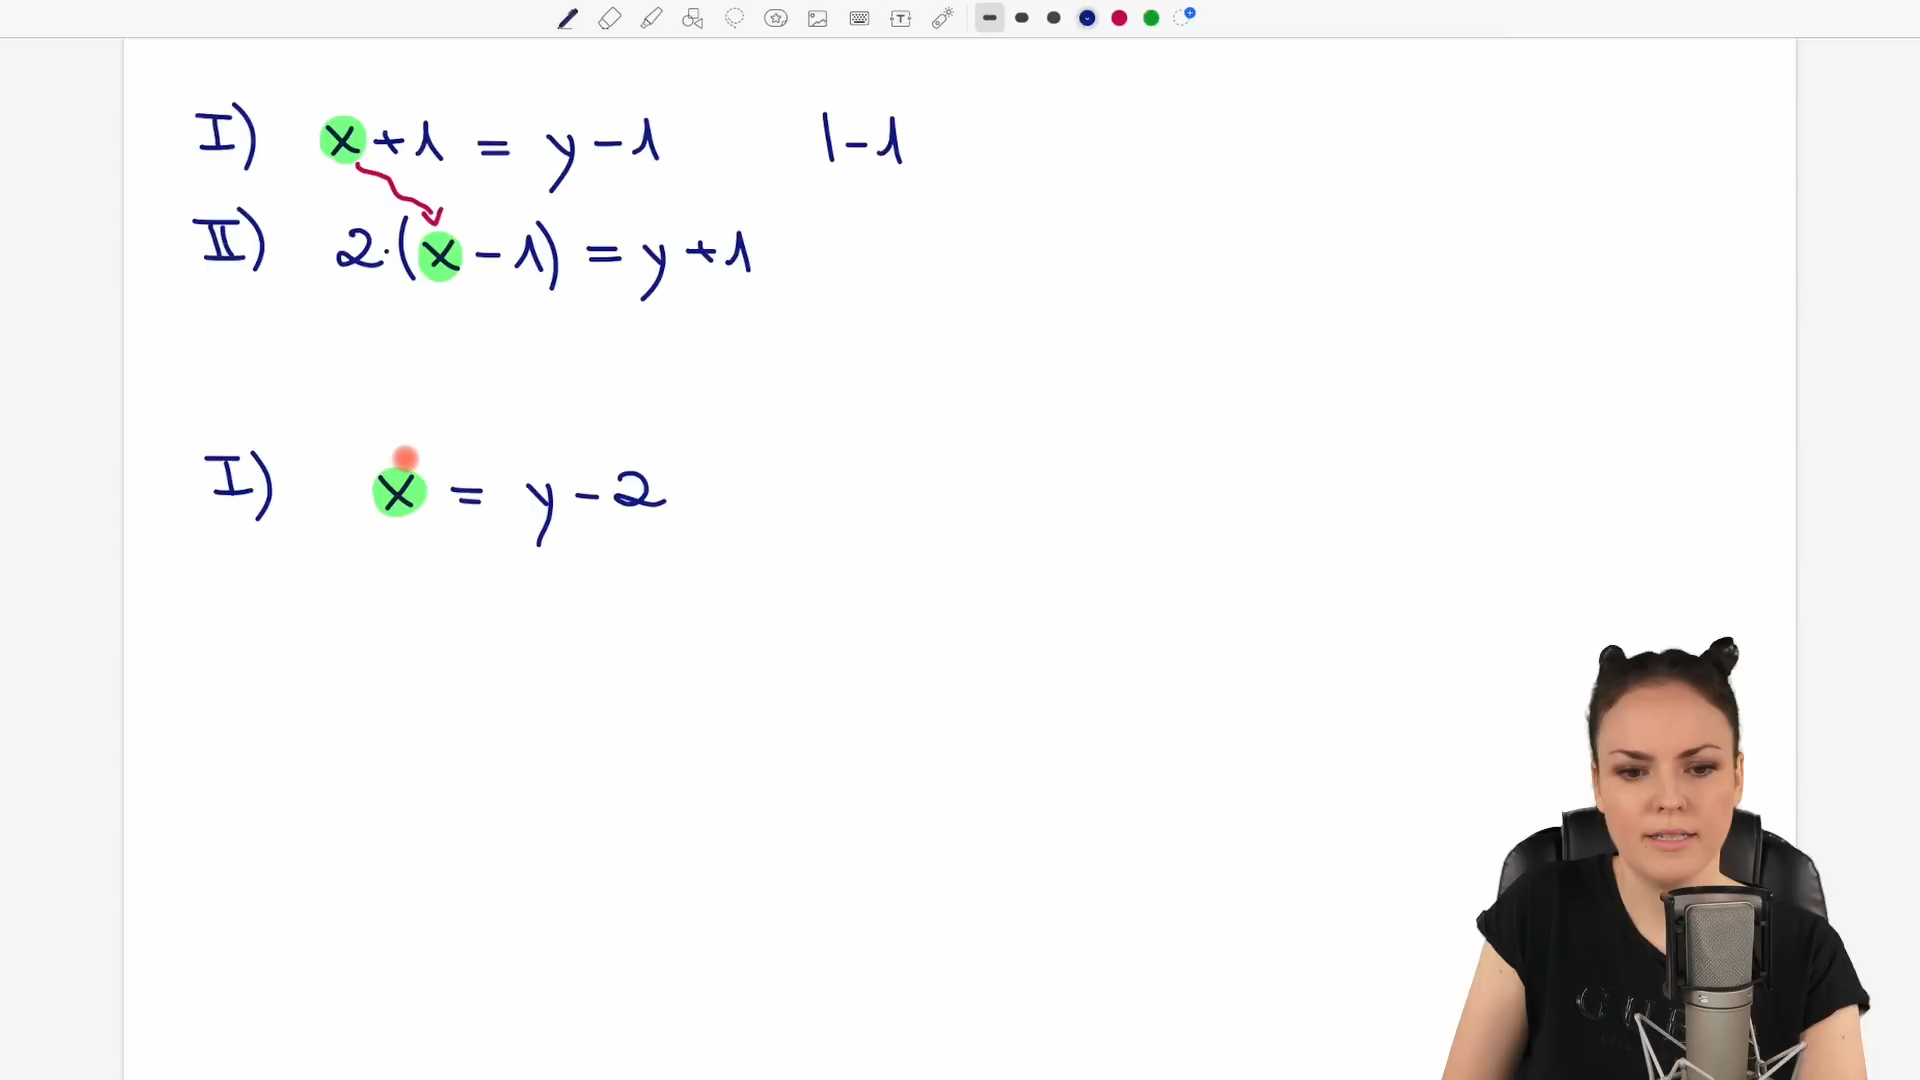 I) x + 1 = y - 1 | - 1
II) 2·(x - 1) = y + 1
I) x = y - 2